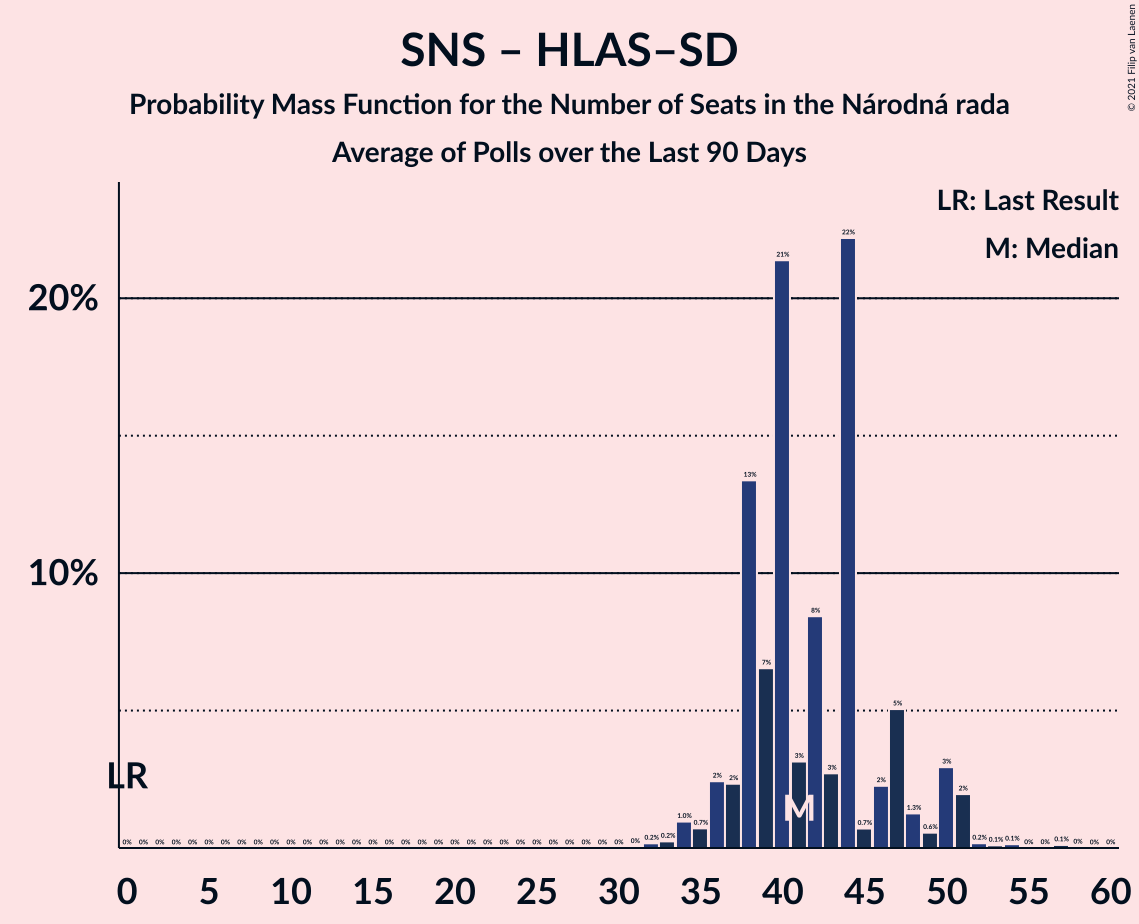 SNS – HLAS–SD
Probability Mass Function for the Number of Seats in the Národná rada
Average of Polls over the Last 90 Days
© 2021 Filip van Laenen
LR: Last Result
M: Median
20%
10%
LR
M
0% 0% 0% 0% 0% 0% 0% 0% 0% 0% 0% 0% 0% 0% 0% 0% 0% 0% 0% 0% 0% 0% 0% 0% 0% 0% 0% 0% 0% 0% 0% 0% 0.2% 0.2% 1.0% 0.7% 2% 2% 13% 7% 21% 3% 8% 3% 22% 0.7% 2% 5% 1.3% 0.6% 3% 2% 0.2% 0.1% 0.1% 0% 0% 0.1% 0% 0% 0%
0 5 10 15 20 25 30 35 40 45 50 55 60